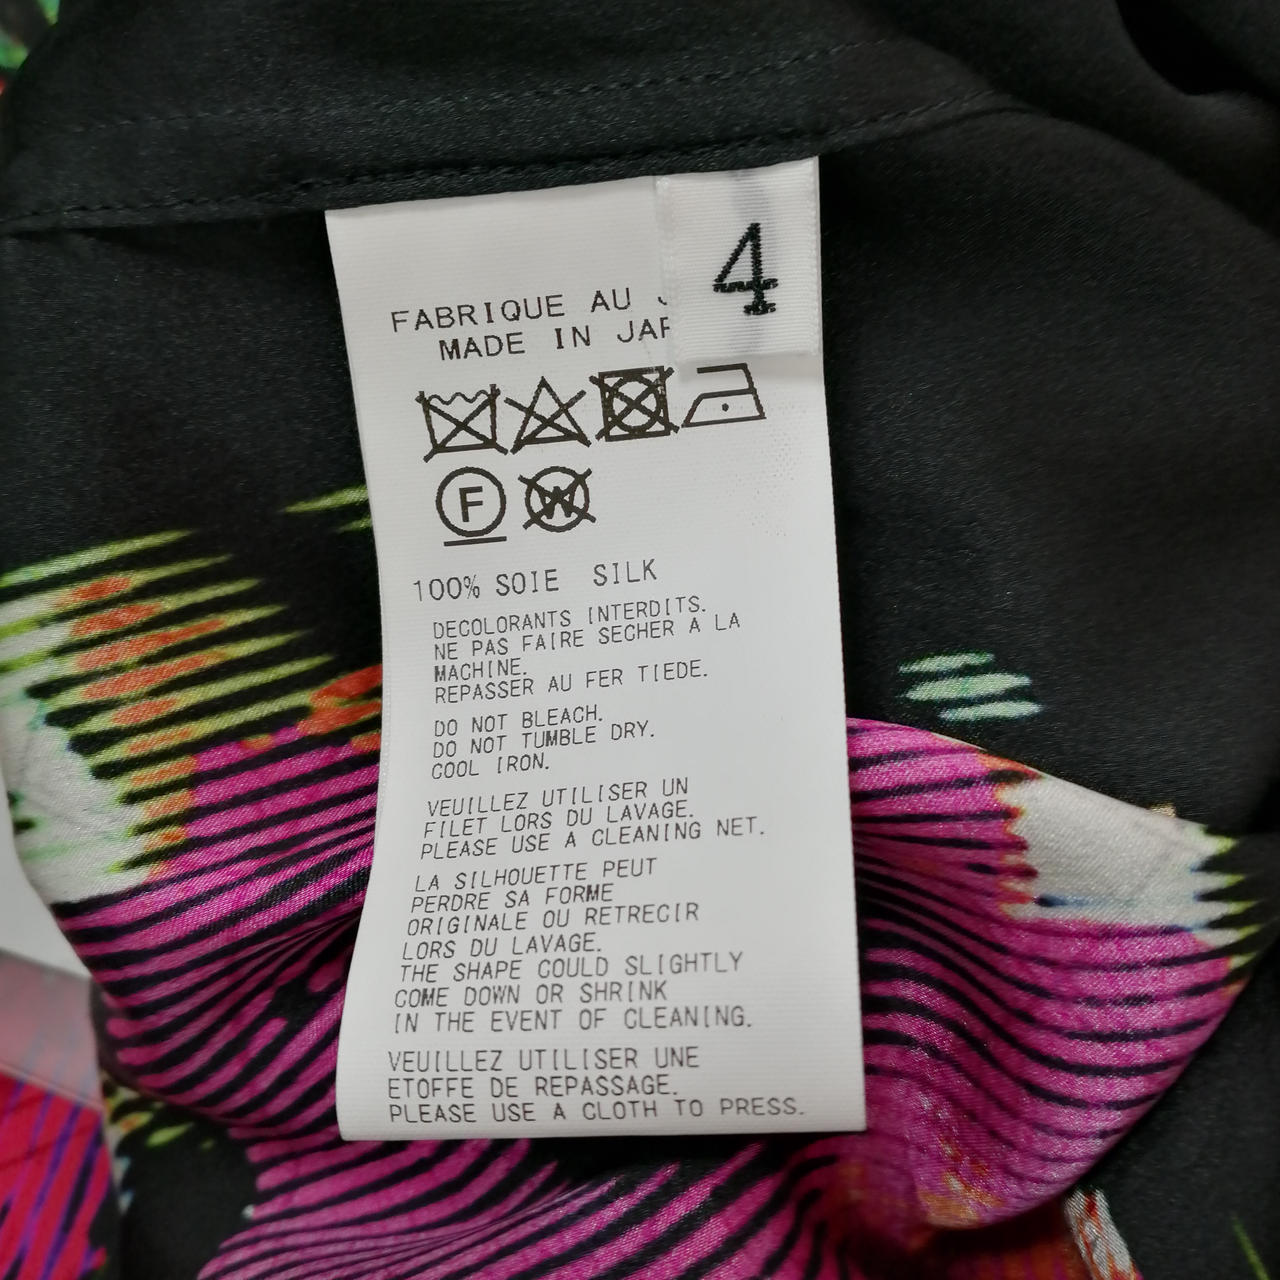 4
FABRIQUE AU
MADE IN
F
W
100% SOIE SILK
DECOLORANTS INTERDITS.
NE PAS FAIRE SECHER A LA
MACHINE.
REPASSER AU FER TIEDE.
DO NOT BLEACH.
DO NOT TUMBLE DRY.
COOL IRON.
VEUILLEZ UTILISER UN
FILET LORS DU LAVAGE.
PLEASE USE A CLEANING NET.
LA SILHOUETTE PEUT
PERDRE SA FORME
ORIGINALE OU RETRECIR
LORS DU LAVAGE.
THE SHAPE COULD SLIGHTLY
COME DOWN OR SHRINK
IN THE EVENT OF CLEANING.
VEUILLEZ UTILISER UNE
ETOFFE DE REPASSAGE.
PLEASE USE A CLOTH TO PRESS.